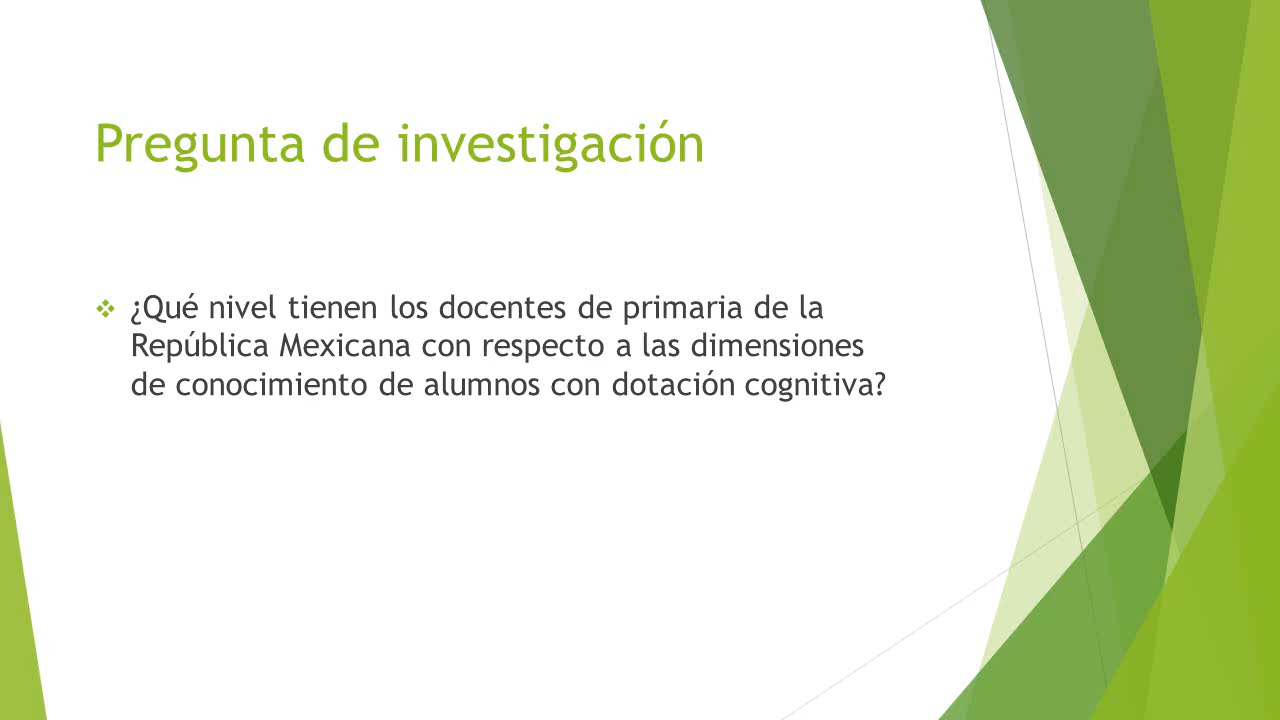 Pregunta de investigación
¿Qué nivel tienen los docentes de primaria de la
República Mexicana con respecto a las dimensiones
de conocimiento de alumnos con dotación cognitiva?